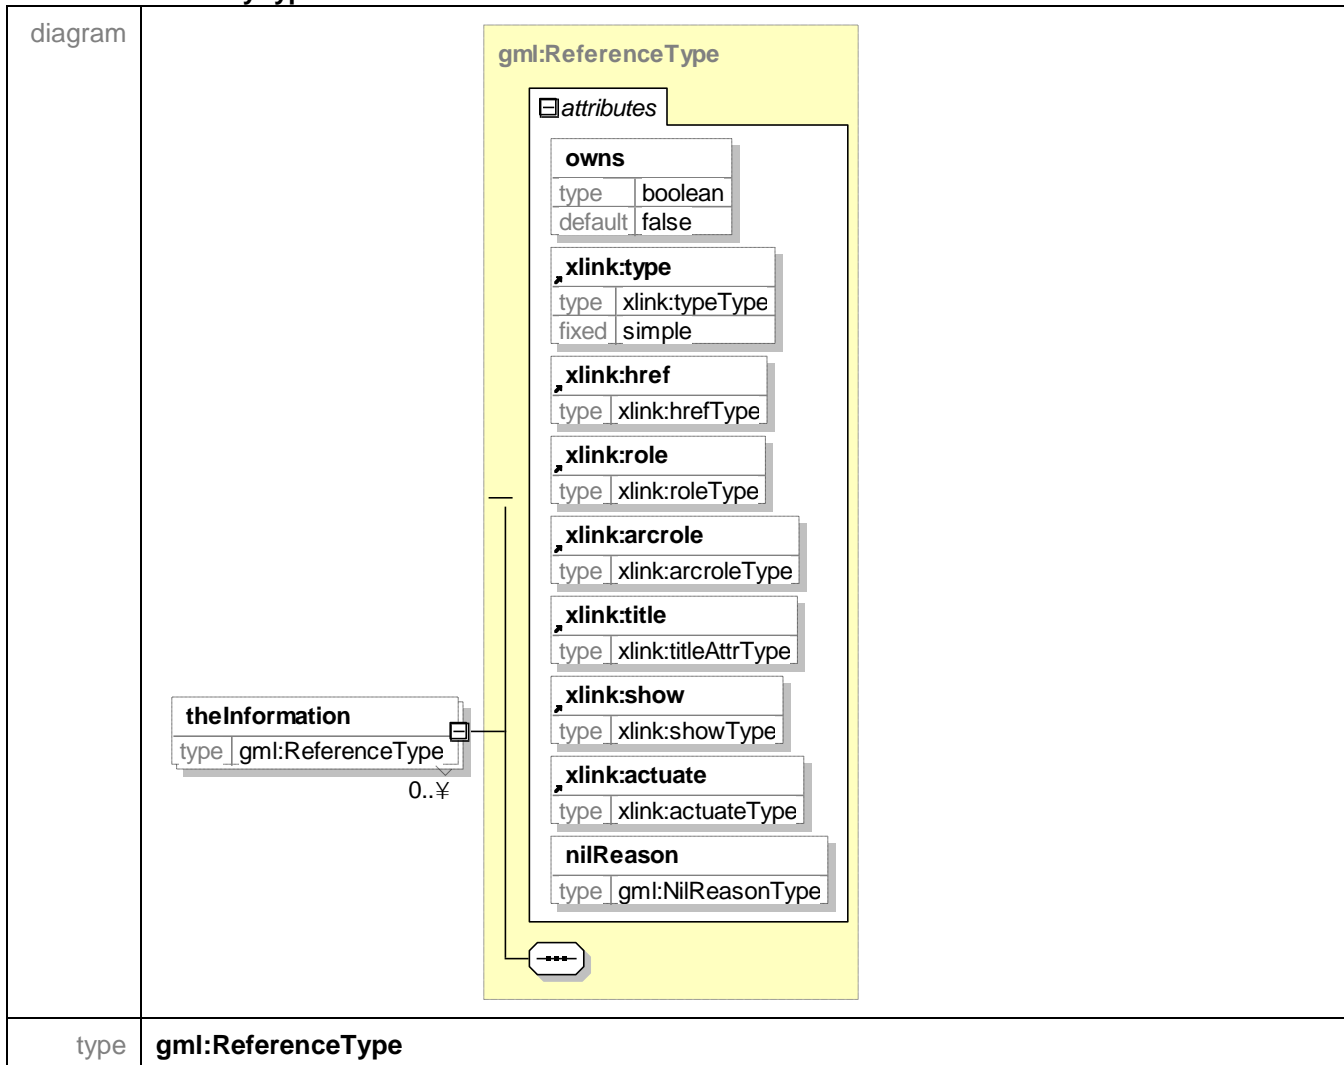 diagram
gml:ReferenceType
attributes
owns
type boolean
default false
xlink:type
type xlink:typeType
fixed simple
xlink:href
type xlink:hrefType
xlink:role
type xlink:roleType
xlink:arcrole
type xlink:arcroleType
xlink:title
type xlink:titleAttrType
xlink:show
type xlink:showType
theInformation
type gml:ReferenceType
0..¥
xlink:actuate
type xlink:actuateType
nilReason
type gml:NilReasonType
type gml:ReferenceType